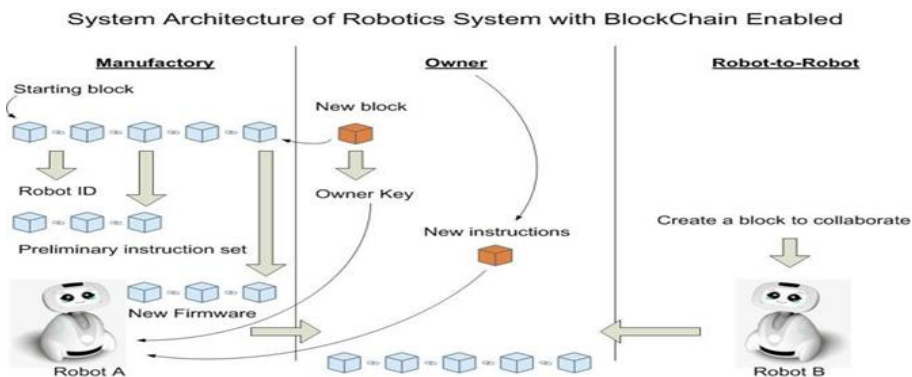 System Architecture of Robotics System with BlockChain Enabled
Manufactory
Owner
Robot-to-Robot
Starting block
New block
Robot ID
Owner Key
Preliminary instruction set
New instructions
Create a block to collaborate
New Firmware
Robot A
Robot B